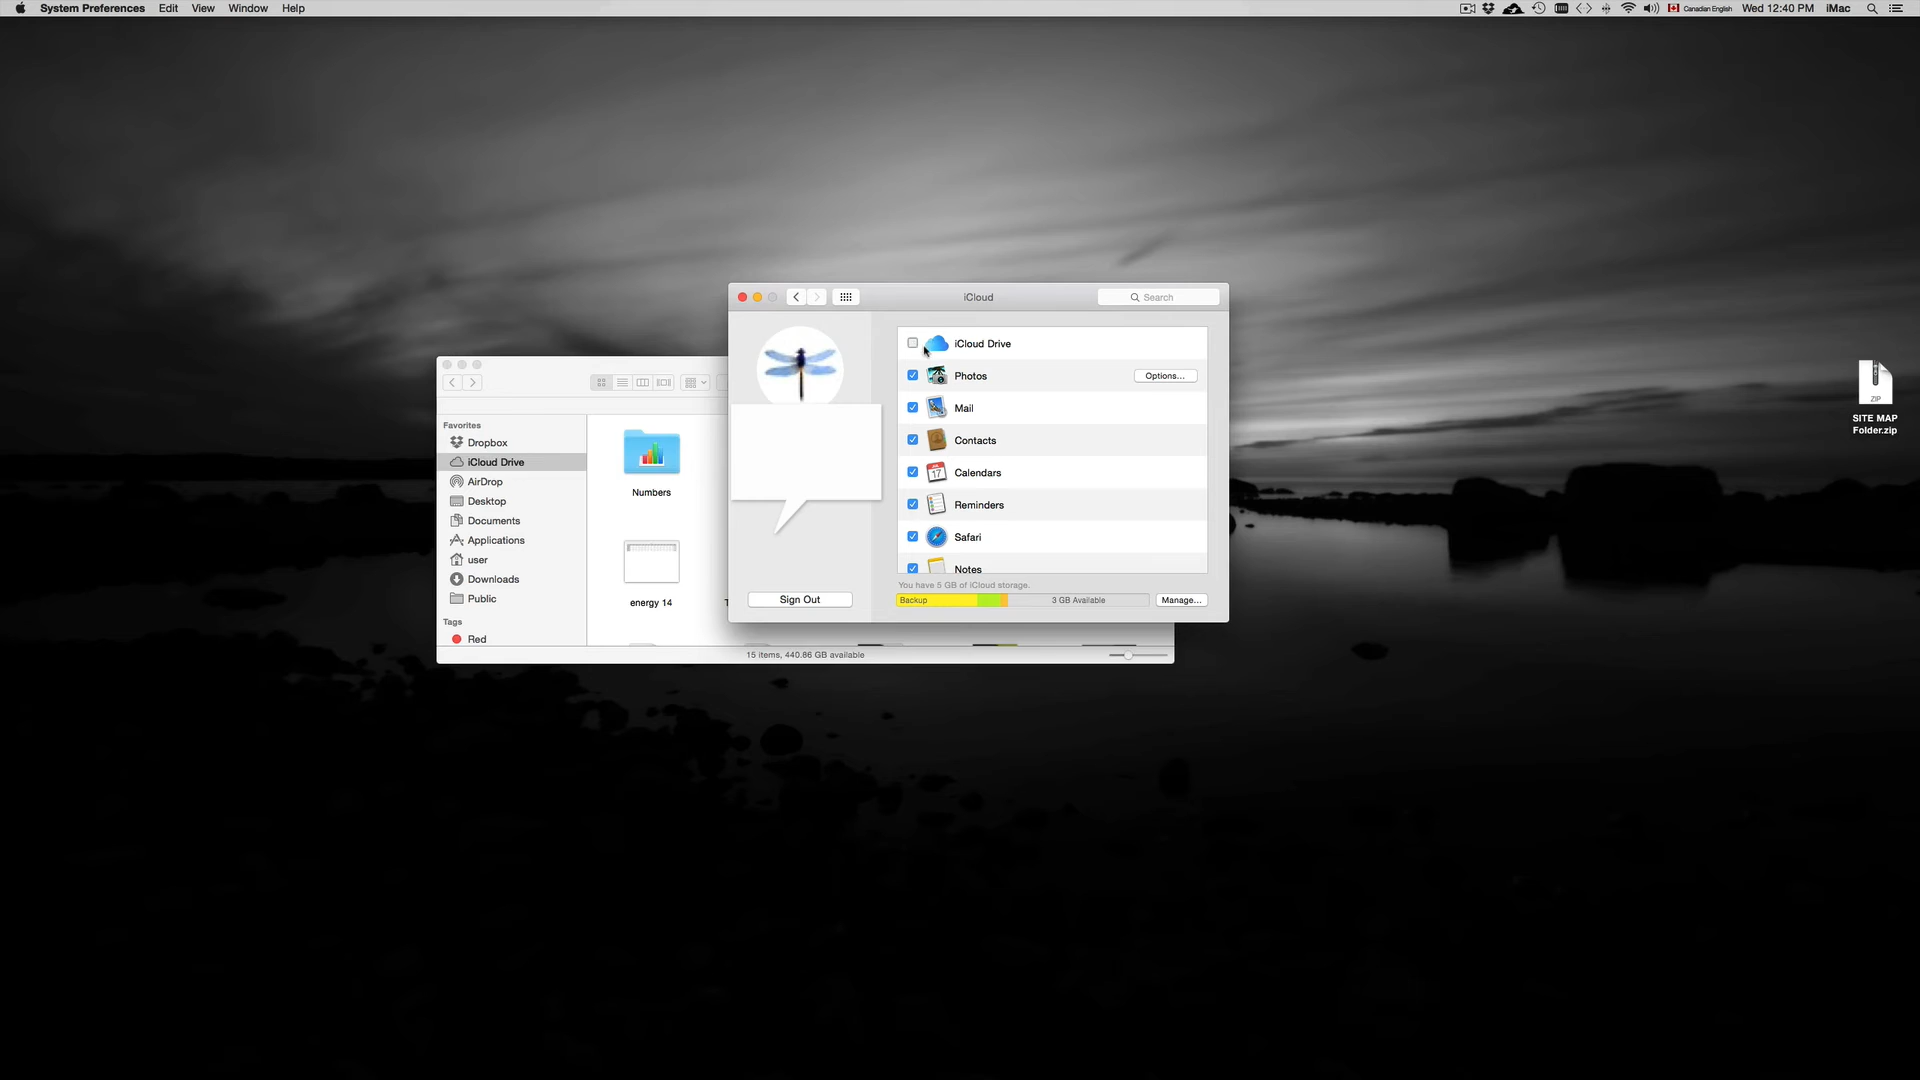 System Preferences Edit View Window Help
Canadian English Wed 12:40 PM iMac
iCloud
Search
iCloud Drive
Photos
Options...
Mail
Contacts
Calendars
17
Reminders
Safari
Notes
You have 5 GB of iCloud storage.
Backup
3 GB Available
Manage...
Sign Out
Favorites
Dropbox
iCloud Drive
AirDrop
Desktop
Documents
Applications
user
Downloads
Public
Tags
Red
Numbers
energy 14
T
15 items, 440.86 GB available
ZIP
SITE MAP
Folder.zip